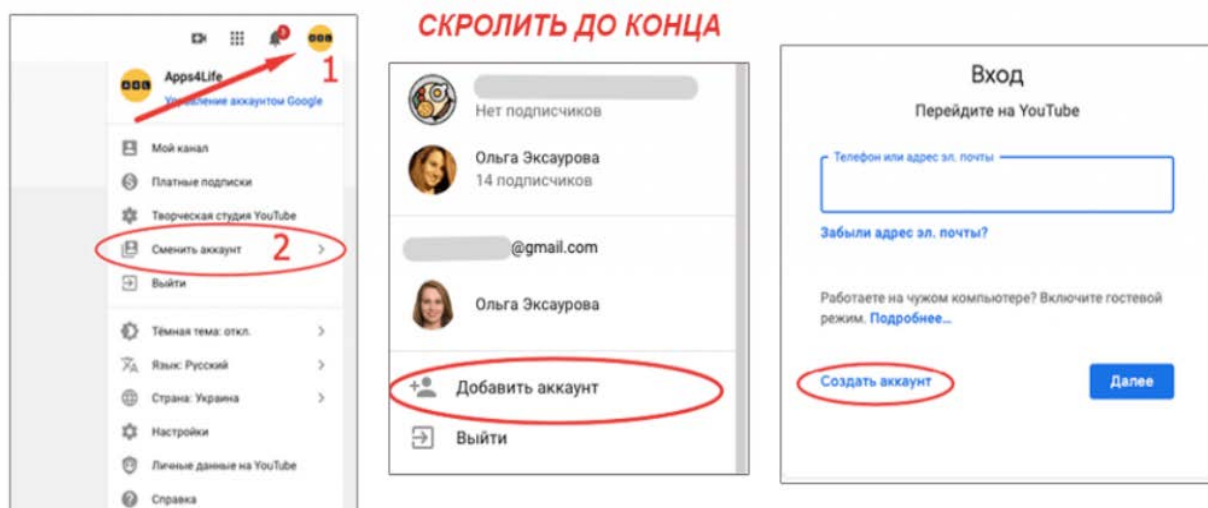 СКРОЛИТЬ ДО КОНЦА
1
Apps4Life
Управление аккаунтом Google
Мой канал
Платные подписки
Творческая студия YouTube
Сменить аккаунт
2
Выйти
Тёмная тема: откл.
Язык: Русский
Страна: Украина
Настройки
Личные данные на YouTube
Справка
Нет подписчиков
Ольга Эксаурова
14 подписчиков
@gmail.com
Ольга Эксаурова
Добавить аккаунт
Выйти
Вход
Перейдите на YouTube
Телефон или адрес эл. почты
Забыли адрес эл. почты?
Работаете на чужом компьютере? Включите гостевой
режим. Подробнее...
Создать аккаунт
Далее